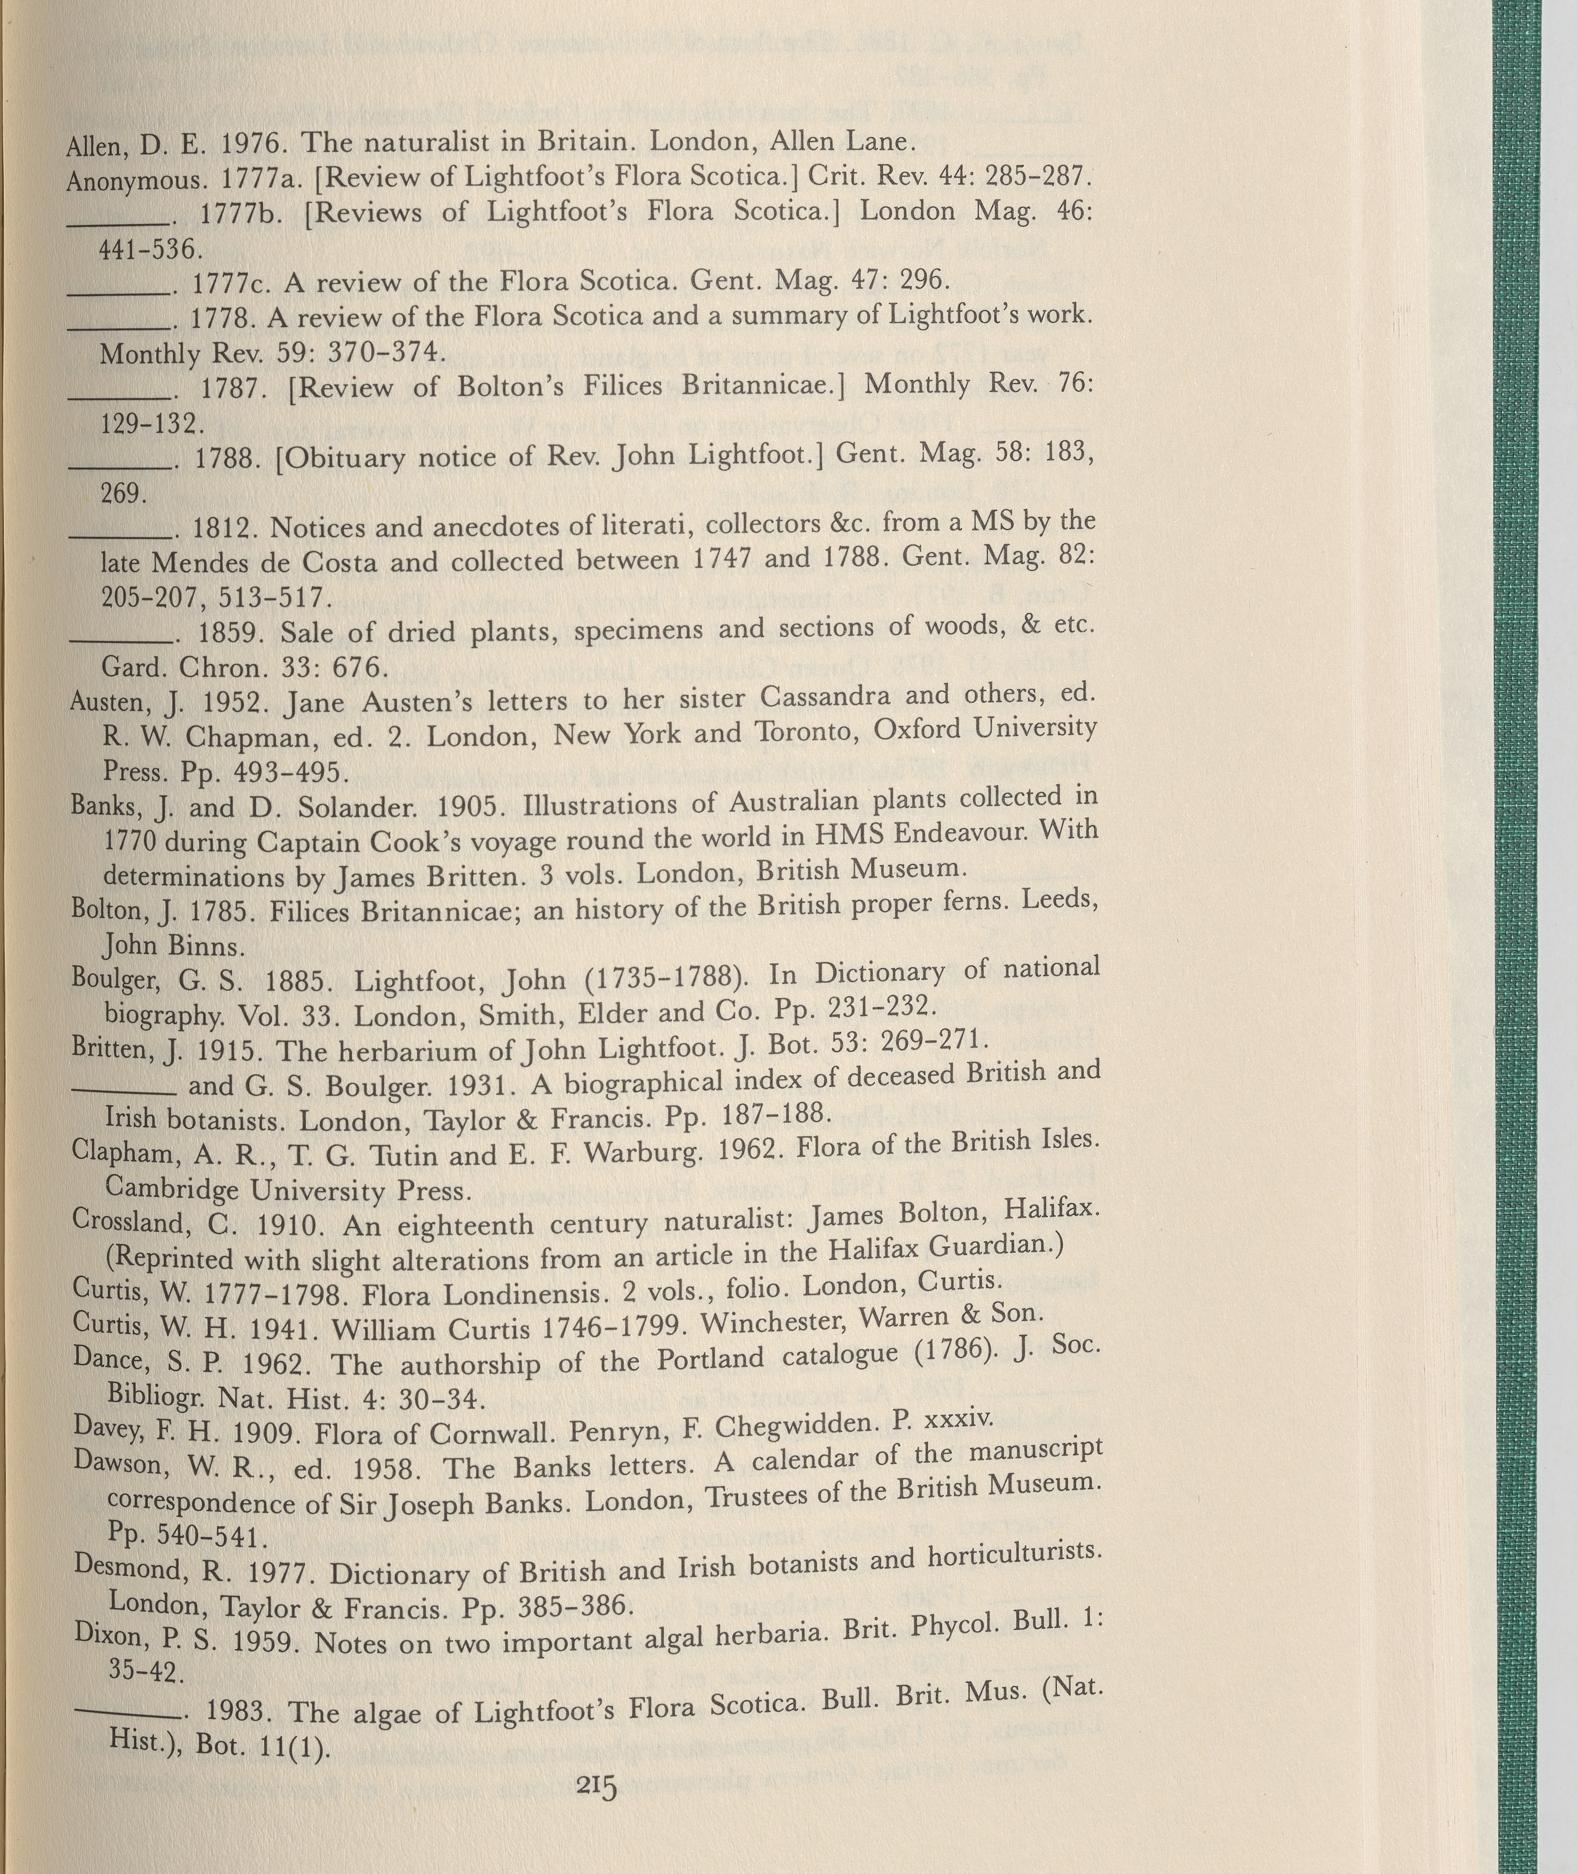 Allen, D. E. 1976. The naturalist in Britain. London, Allen Lane.
Anonymous. 1777a. [Review of Lightfoot's Flora Scotica.] Crit. Rev. 44: 285–287.
_______. 1777b. [Reviews of Lightfoot's Flora Scotica.] London Mag. 46:
441–536.
_______. 1777c. A review of the Flora Scotica. Gent. Mag. 47: 296.
_______. 1778. A review of the Flora Scotica and a summary of Lightfoot's work.
Monthly Rev. 59: 370–374.
_______. 1787. [Review of Bolton's Filices Britannicae.] Monthly Rev. 76:
129–132.
_______. 1788. [Obituary notice of Rev. John Lightfoot.] Gent. Mag. 58: 183,
269.
_______. 1812. Notices and anecdotes of literati, collectors &c. from a MS by the
late Mendes de Costa and collected between 1747 and 1788. Gent. Mag. 82:
205–207, 513–517.
_______. 1859. Sale of dried plants, specimens and sections of woods, & etc.
Gard. Chron. 33: 676.
Austen, J. 1952. Jane Austen's letters to her sister Cassandra and others, ed.
R. W. Chapman, ed. 2. London, New York and Toronto, Oxford University
Press. Pp. 493–495.
Banks, J. and D. Solander. 1905. Illustrations of Australian plants collected in
1770 during Captain Cook's voyage round the world in HMS Endeavour. With
determinations by James Britten. 3 vols. London, British Museum.
Bolton, J. 1785. Filices Britannicae; an history of the British proper ferns. Leeds,
John Binns.
Boulger, G. S. 1885. Lightfoot, John (1735–1788). In Dictionary of national
biography. Vol. 33. London, Smith, Elder and Co. Pp. 231–232.
Britten, J. 1915. The herbarium of John Lightfoot. J. Bot. 53: 269–271.
_______ and G. S. Boulger. 1931. A biographical index of deceased British and
Irish botanists. London, Taylor & Francis. Pp. 187–188.
Clapham, A. R., T. G. Tutin and E. F. Warburg. 1962. Flora of the British Isles.
Cambridge University Press.
Crossland, C. 1910. An eighteenth century naturalist: James Bolton, Halifax.
(Reprinted with slight alterations from an article in the Halifax Guardian.)
Curtis, W. 1777–1798. Flora Londinensis. 2 vols., folio. London, Curtis.
Curtis, W. H. 1941. William Curtis 1746–1799. Winchester, Warren & Son.
Dance, S. P. 1962. The authorship of the Portland catalogue (1786). J. Soc.
Bibliogr. Nat. Hist. 4: 30–34.
Davey, F. H. 1909. Flora of Cornwall. Penryn, F. Chegwidden. P. xxxiv.
Dawson, W. R., ed. 1958. The Banks letters. A calendar of the manuscript
correspondence of Sir Joseph Banks. London, Trustees of the British Museum.
Pp. 540–541.
Desmond, R. 1977. Dictionary of British and Irish botanists and horticulturists.
London, Taylor & Francis. Pp. 385–386.
Dixon, P. S. 1959. Notes on two important algal herbaria. Brit. Phycol. Bull. 1:
35–42.
_______. 1983. The algae of Lightfoot's Flora Scotica. Bull. Brit. Mus. (Nat.
Hist.), Bot. 11(1).
215